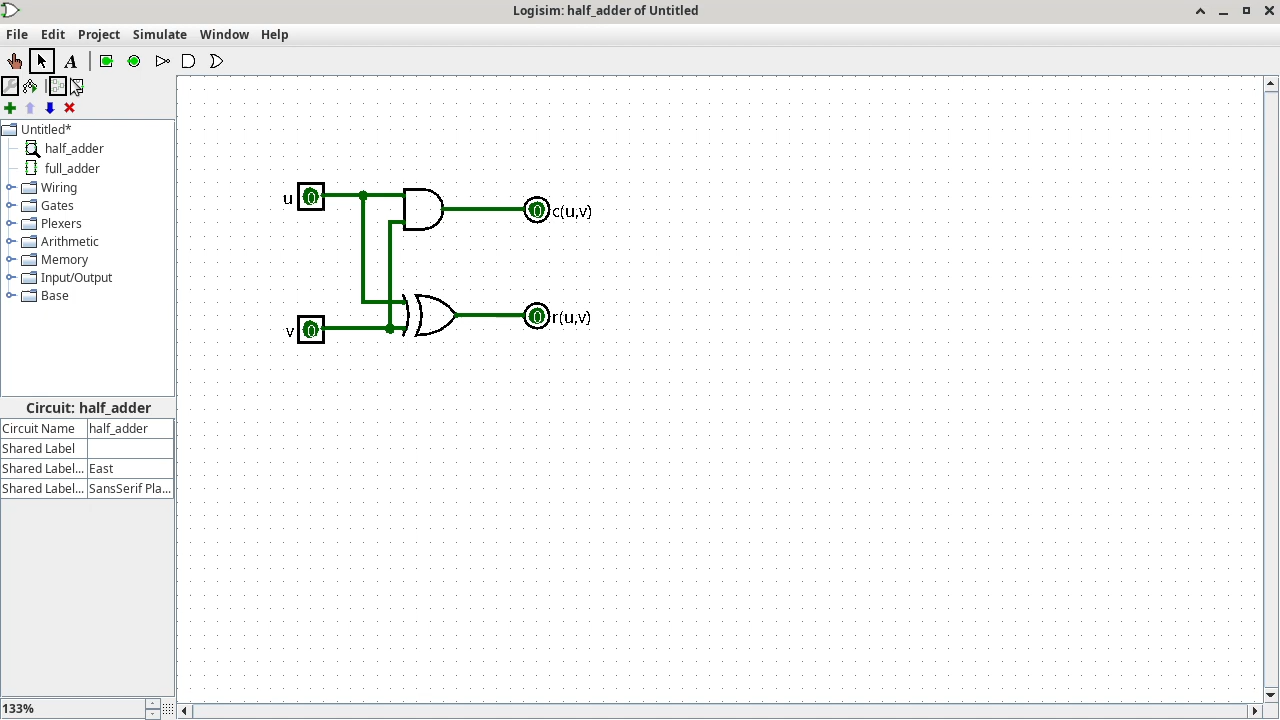 Logisim: half_adder of Untitled
File Edit Project Simulate Window Help
A
Untitled*
half_adder
full_adder
Wiring
Gates
Plexers
Arithmetic
Memory
Input/Output
Base
Circuit: half_adder
Circuit Name half_adder
Shared Label
Shared Label... East
Shared Label... SansSerif Pla...
133%
u 0
0 c(u,v)
v 0
0 r(u,v)